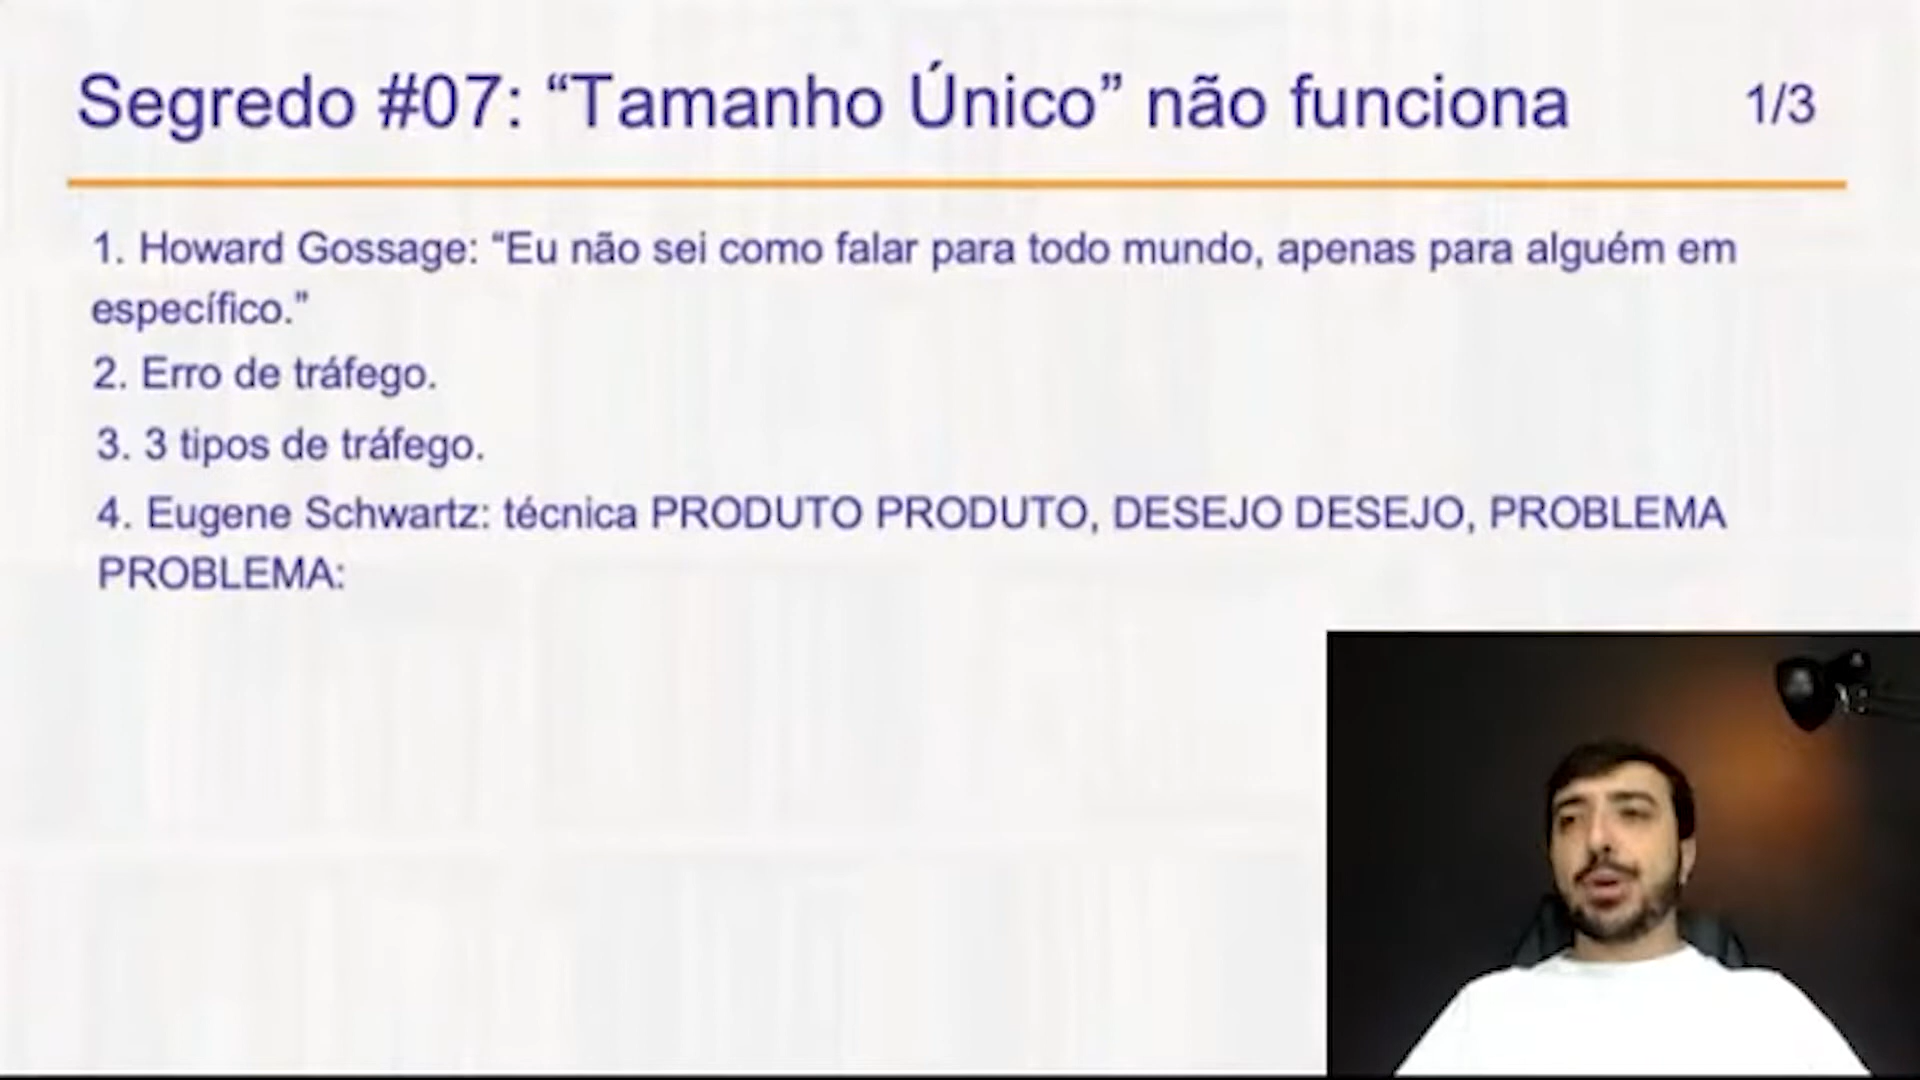 Segredo #07: “Tamanho Único” não funciona 1/3
1. Howard Gossage: “Eu não sei como falar para todo mundo, apenas para alguém em
específico.”
2. Erro de tráfego.
3. 3 tipos de tráfego.
4. Eugene Schwartz: técnica PRODUTO PRODUTO, DESEJO DESEJO, PROBLEMA
PROBLEMA: